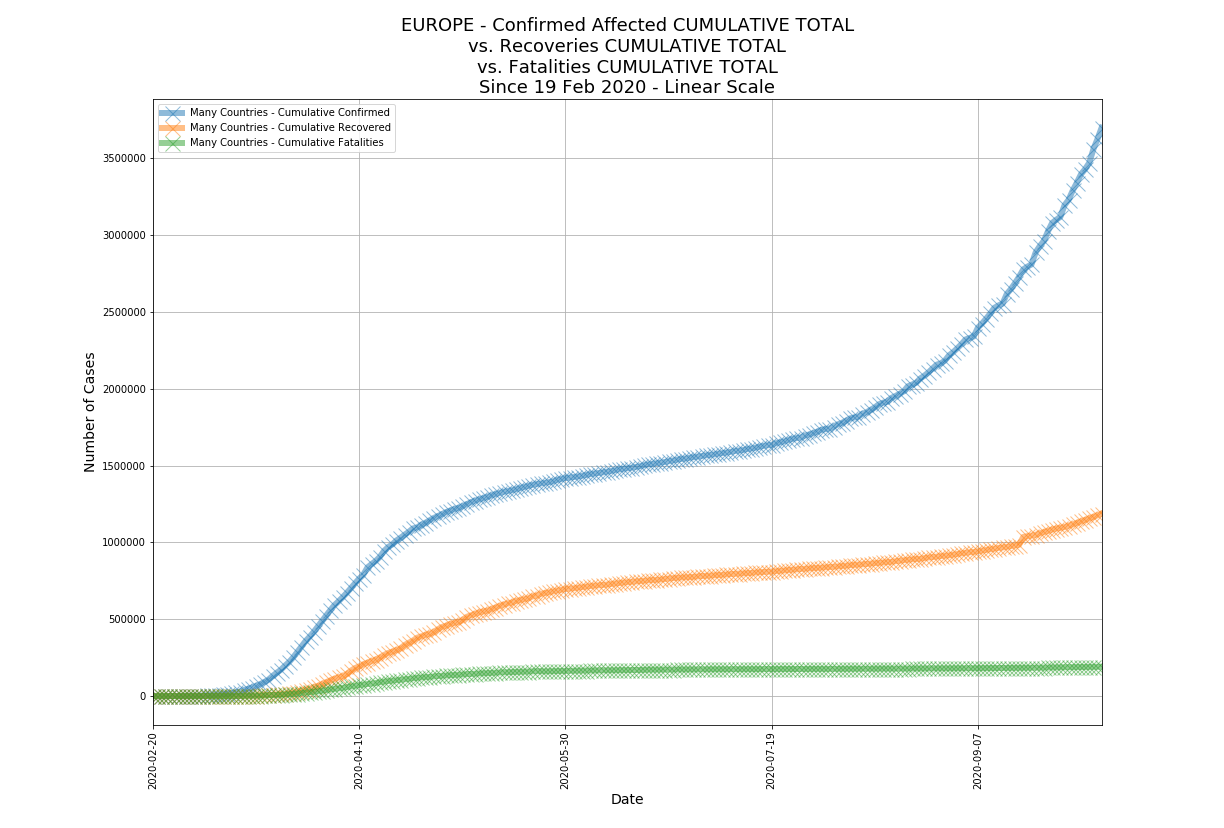 EUROPE - Confirmed Affected CUMULATIVE TOTAL
vs. Recoveries CUMULATIVE TOTAL
vs. Fatalities CUMULATIVE TOTAL
Since 19 Feb 2020 - Linear Scale
Many Countries - Cumulative Confirmed
Many Countries - Cumulative Recovered
Many Countries - Cumulative Fatalities
Number of Cases
3500000
3000000
2500000
2000000
1500000
1000000
500000
0
2020-02-20
2020-04-10
2020-05-30
2020-07-19
2020-09-07
Date